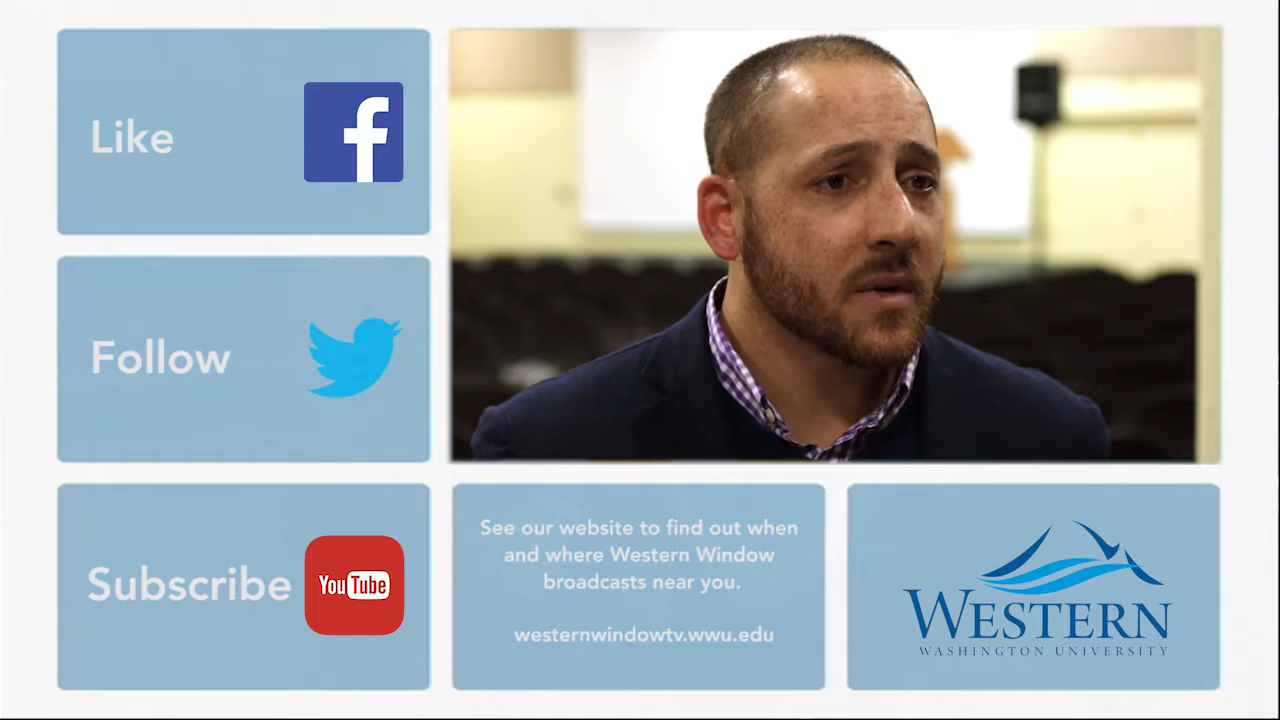 Like
f
Follow
Subscribe
YouTube
See our website to find out when
and where Western Window
broadcasts near you.
westernwindowtv.wwu.edu
WESTERN
WASHINGTON UNIVERSITY